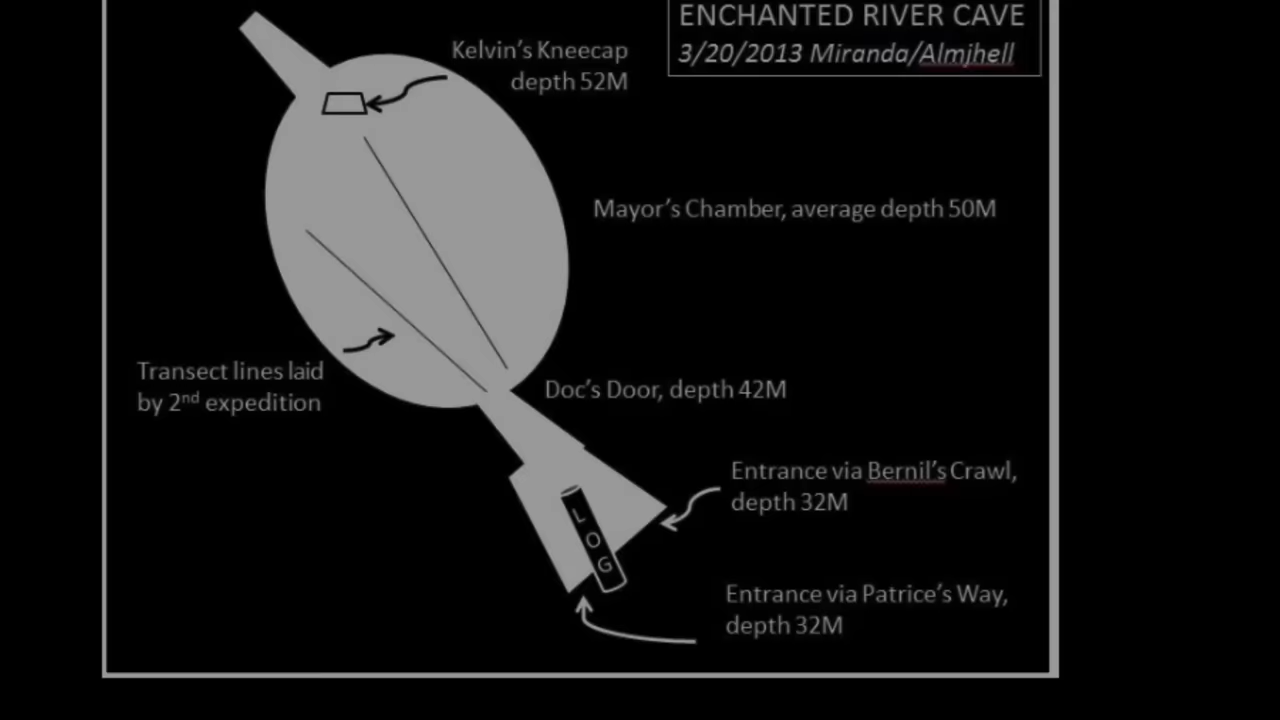 ENCHANTED RIVER CAVE
3/20/2013 Miranda/Almjhell
Kelvin's Kneecap
depth 52M
Mayor's Chamber, average depth 50M
Transect lines laid
by 2nd expedition
Doc's Door, depth 42M
Entrance via Bernil's Crawl,
depth 32M
LOG
Entrance via Patrice's Way,
depth 32M